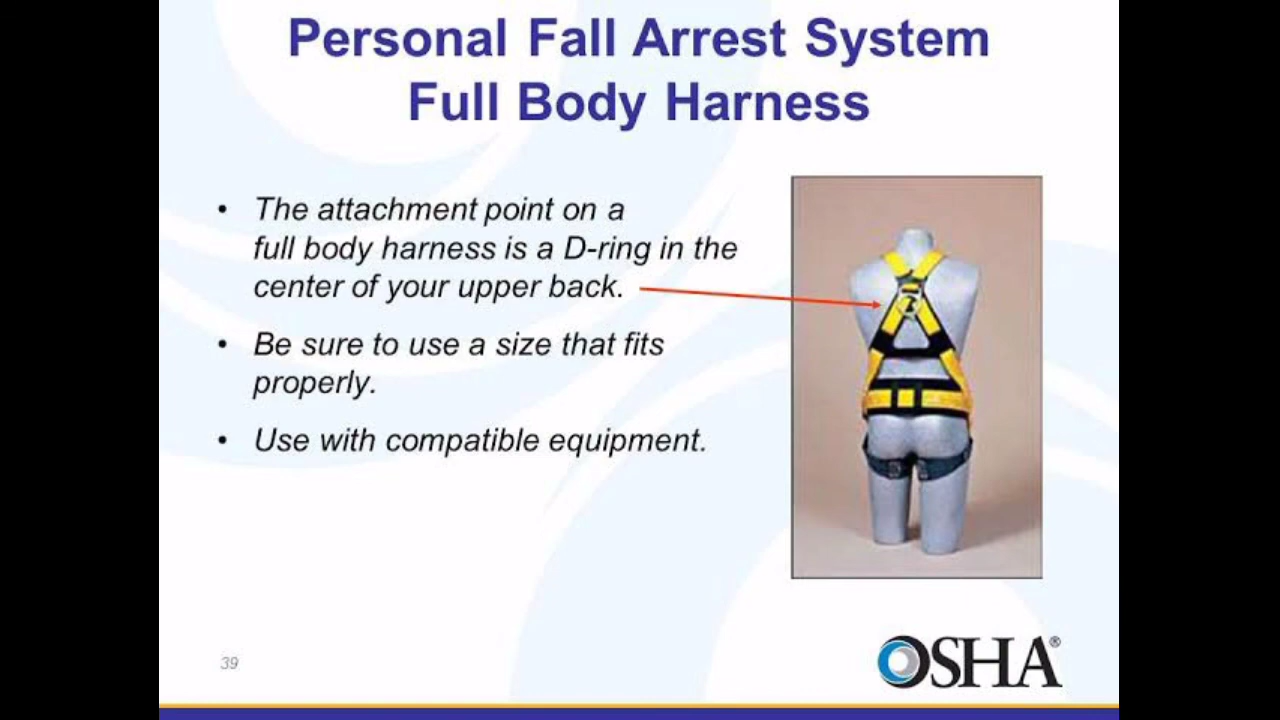 Personal Fall Arrest System
Full Body Harness
• The attachment point on a
full body harness is a D-ring in the
center of your upper back.
• Be sure to use a size that fits
properly.
• Use with compatible equipment.
39
OSHA®